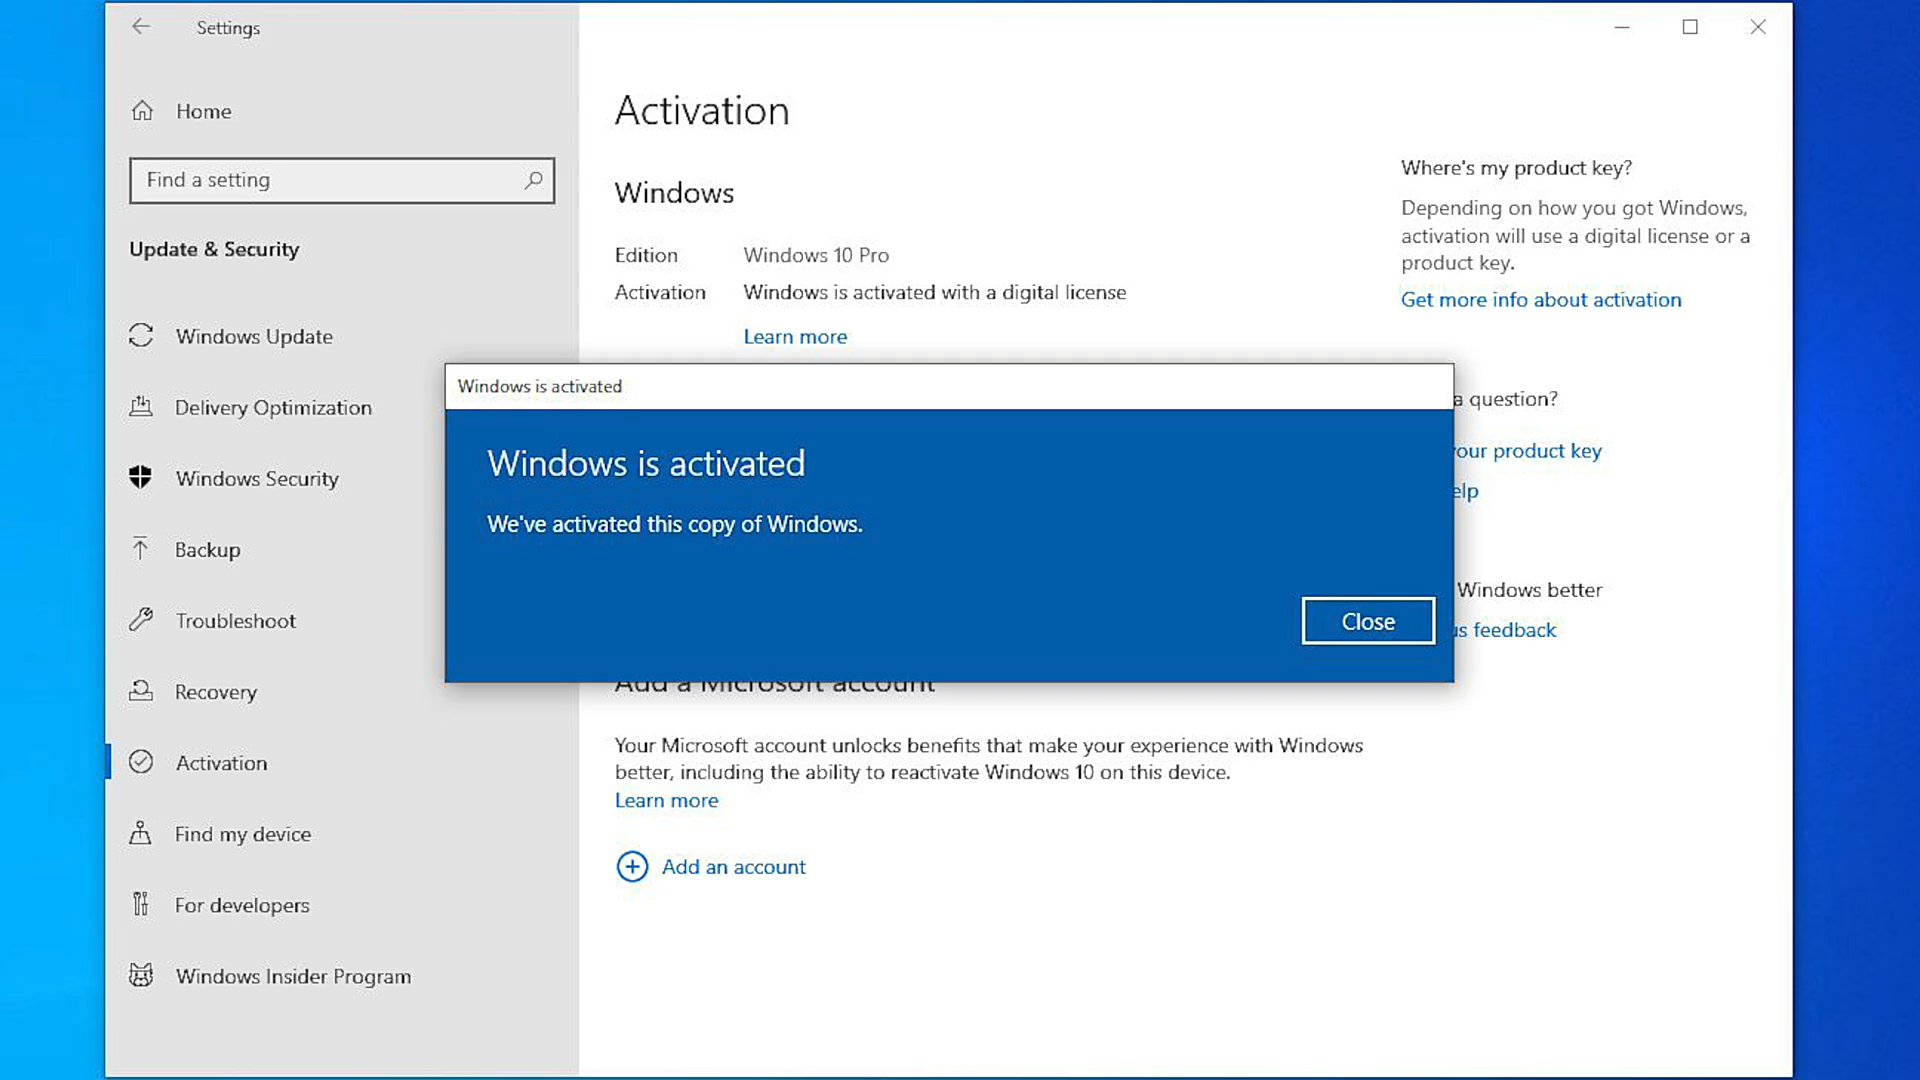 Settings
Home
Find a setting
Update & Security
Windows Update
Delivery Optimization
Windows Security
Backup
Troubleshoot
Recovery
Activation
Find my device
For developers
Windows Insider Program
Activation
Windows
Edition Windows 10 Pro
Activation Windows is activated with a digital license
Learn more
Windows is activated
Windows is activated
We've activated this copy of Windows.
Close
Add a Microsoft account
Your Microsoft account unlocks benefits that make your experience with Windows
better, including the ability to reactivate Windows 10 on this device.
Learn more
Add an account
Where's my product key?
Depending on how you got Windows,
activation will use a digital license or a
product key.
Get more info about activation
a question?
our product key
elp
Windows better
us feedback